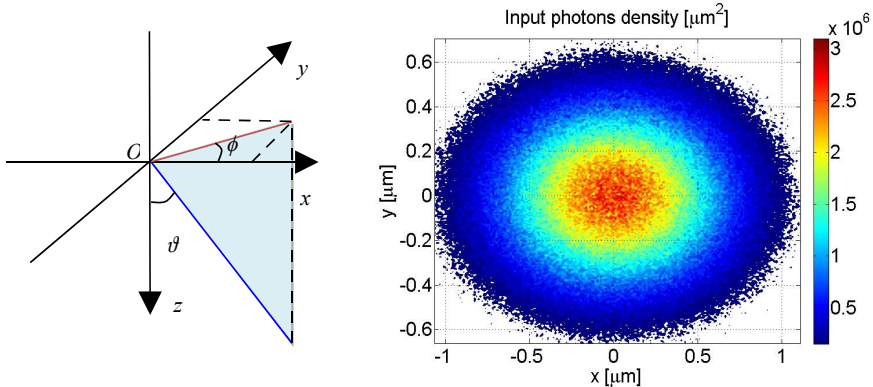 y
O
ϕ
x
ϑ
z
Input photons density [μm²]
x 10⁶
3
2.5
2
1.5
1
0.5
0.6
0.4
0.2
0
-0.2
-0.4
-0.6
y [μm]
-1 -0.5 0 0.5 1
x [μm]